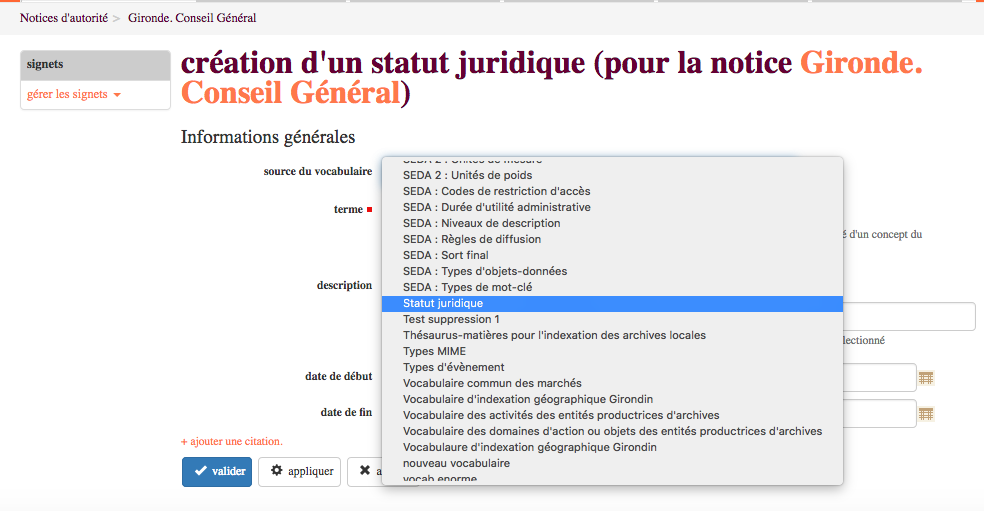 Notices d'autorité > Gironde. Conseil Général
signets
gérer les signets
création d'un statut juridique (pour la notice Gironde.
Conseil Général)
Informations générales
source du vocabulaire
SEDA 2 : Unités de mesure
SEDA 2 : Unités de poids
SEDA : Codes de restriction d'accès
terme
SEDA : Durée d'utilité administrative
SEDA : Niveaux de description
é d'un concept du
SEDA : Règles de diffusion
SEDA : Sort final
SEDA : Types d'objets-données
description
SEDA : Types de mot-clé
Statut juridique
Test suppression 1
Thésaurus-matières pour l'indexation des archives locales
lectionné
Types MIME
Types d'évènement
date de début
Vocabulaire commun des marchés
Vocabulaire d'indexation géographique Girondin
date de fin
Vocabulaire des activités des entités productrices d'archives
Vocabulaire des domaines d'action ou objets des entités productrices d'archives
+ ajouter une citation.
Vocabulaure d'indexation géographique Girondin
nouveau vocabulaire
valider
appliquer
a
vocab enorme